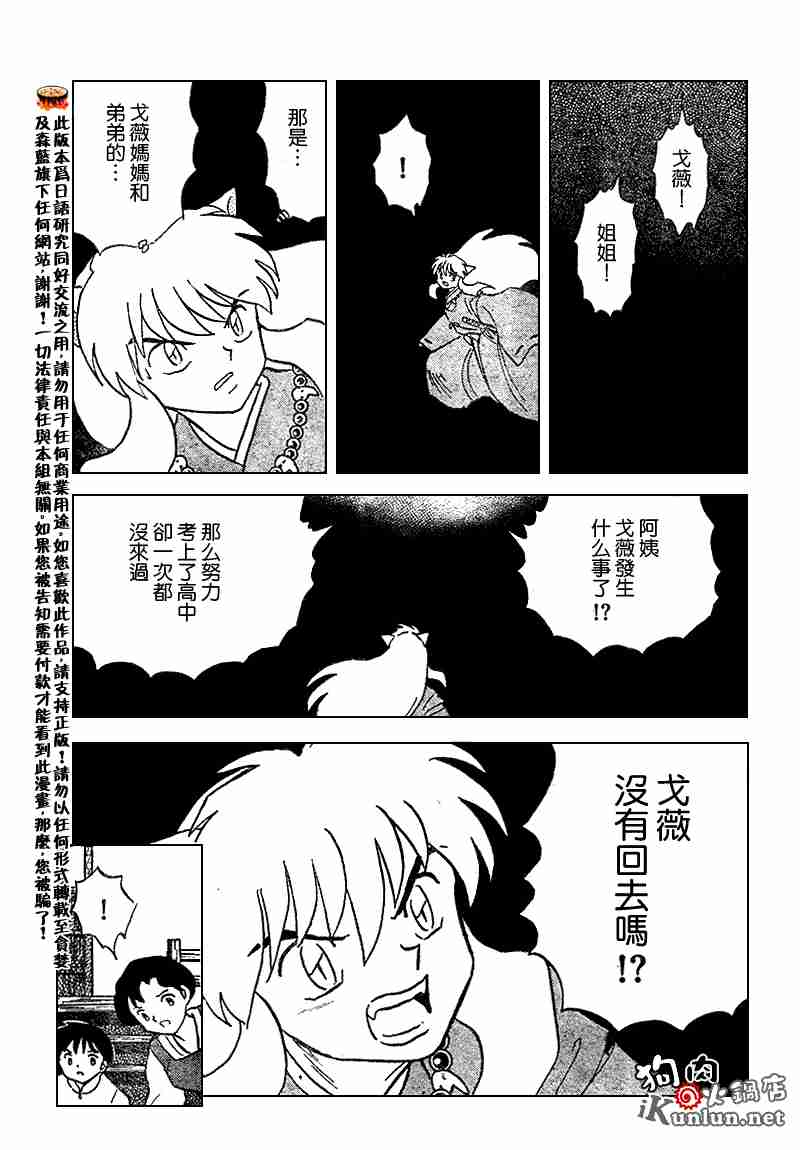 戈薇！
姐姐！
！
那是…
戈薇媽媽和
弟弟的…
阿姨
戈薇發生
什么事了!?
那么努力
考上了高中
卻一次都
沒來過
戈薇
沒有回去嗎!?
！
此版本爲日語研究同好交流之用，請勿用于任何商業用途。如您喜歡此作品，請支持正版！請勿以任何形式轉載至貪婪
及森藍旗下任何網站，謝謝！一切法律責任與本組無關。如果您被告知需要付款才能看到此漫畫，那麼，您被騙了！
狗肉
火鍋店
iKunlun.net